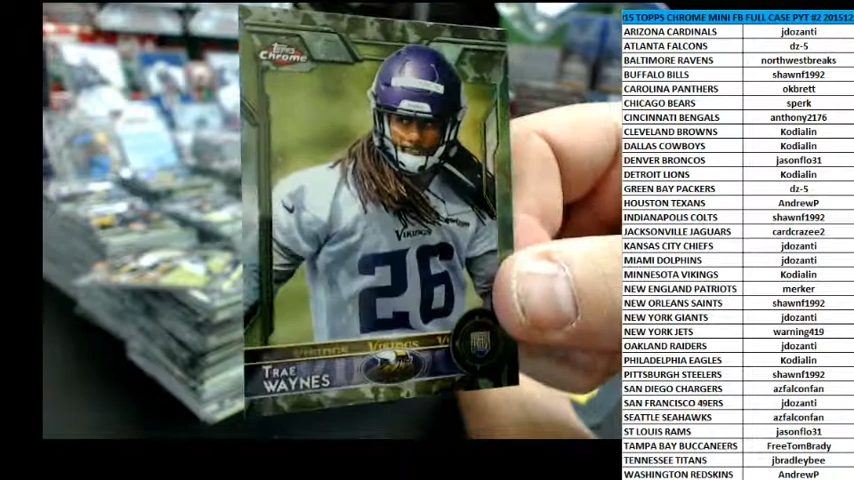 Topps
Chrome
VIKINGS
26
VIKINGS VIKINGS
TRAE
WAYNES
15 TOPPS CHROME MINI FB FULL CASE PYT #2 201512
ARIZONA CARDINALS jdozanti
ATLANTA FALCONS dz-5
BALTIMORE RAVENS northwestbreaks
BUFFALO BILLS shawnf1992
CAROLINA PANTHERS okbrett
CHICAGO BEARS sperk
CINCINNATI BENGALS anthony2176
CLEVELAND BROWNS Kodialin
DALLAS COWBOYS Kodialin
DENVER BRONCOS jasonflo31
DETROIT LIONS Kodialin
GREEN BAY PACKERS dz-5
HOUSTON TEXANS AndrewP
INDIANAPOLIS COLTS shawnf1992
JACKSONVILLE JAGUARS cardcrazee2
KANSAS CITY CHIEFS jdozanti
MIAMI DOLPHINS jdozanti
MINNESOTA VIKINGS Kodialin
NEW ENGLAND PATRIOTS merker
NEW ORLEANS SAINTS shawnf1992
NEW YORK GIANTS jdozanti
NEW YORK JETS warning419
OAKLAND RAIDERS jdozanti
PHILADELPHIA EAGLES Kodialin
PITTSBURGH STEELERS shawnf1992
SAN DIEGO CHARGERS azfalconfan
SAN FRANCISCO 49ERS jdozanti
SEATTLE SEAHAWKS azfalconfan
ST LOUIS RAMS jasonflo31
TAMPA BAY BUCCANEERS FreeTomBrady
TENNESSEE TITANS jbradleybee
WASHINGTON REDSKINS AndrewP